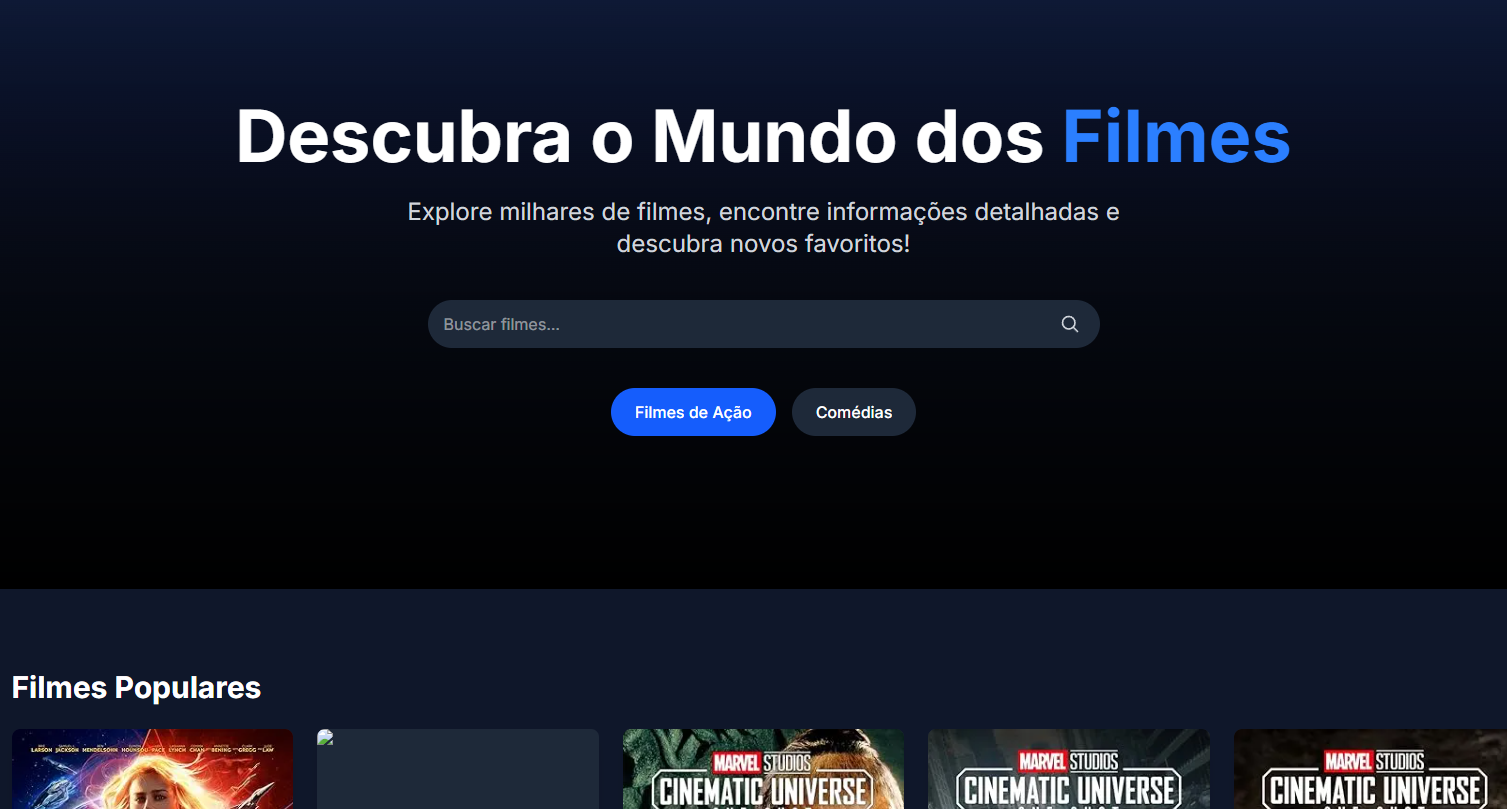 Descubra o Mundo dos Filmes
Explore milhares de filmes, encontre informações detalhadas e
descubra novos favoritos!
Buscar filmes...
Filmes de Ação
Comédias
Filmes Populares
LARSON JACKSON MENDELSOHN HOUNSOU PACE LYNCH CHAN BENING GREGG LAW
MARVEL STUDIOS
CINEMATIC UNIVERSE
MARVEL STUDIOS
CINEMATIC UNIVERSE
MARVEL STUDIOS
CINEMATIC UNIVERSE